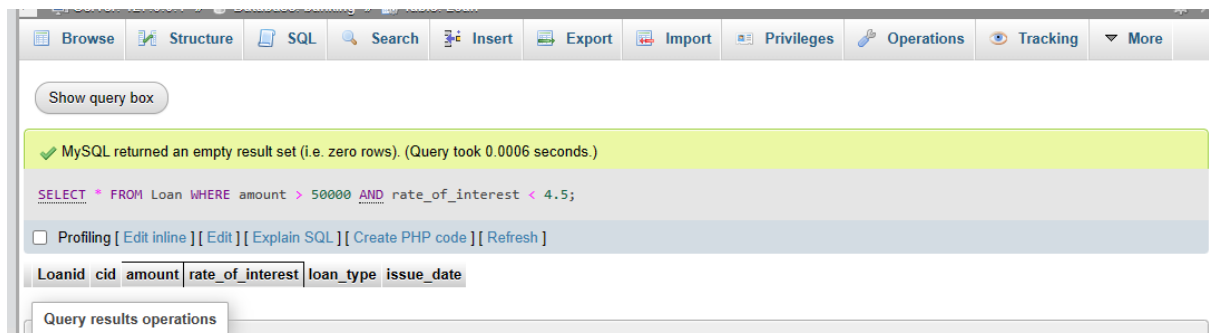 Browse Structure SQL Search Insert Export Import Privileges Operations Tracking More
Show query box
MySQL returned an empty result set (i.e. zero rows). (Query took 0.0006 seconds.)
SELECT * FROM Loan WHERE amount > 50000 AND rate_of_interest < 4.5;
Profiling [ Edit inline ] [ Edit ] [ Explain SQL ] [ Create PHP code ] [ Refresh ]
Loanid cid amount rate_of_interest loan_type issue_date
Query results operations